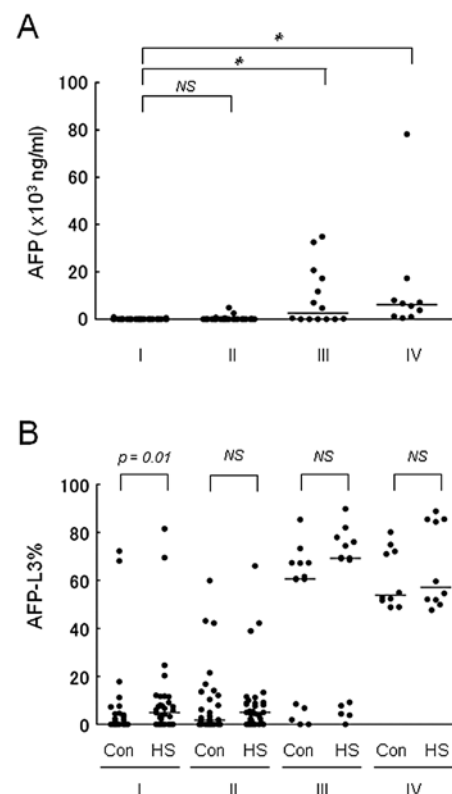 A
*
*
NS
100
80
60
40
20
0
AFP (x10³ ng/ml)
I II III IV
B
p = 0.01 NS NS NS
100
80
60
40
20
0
AFP-L3%
Con HS Con HS Con HS Con HS
I II III IV